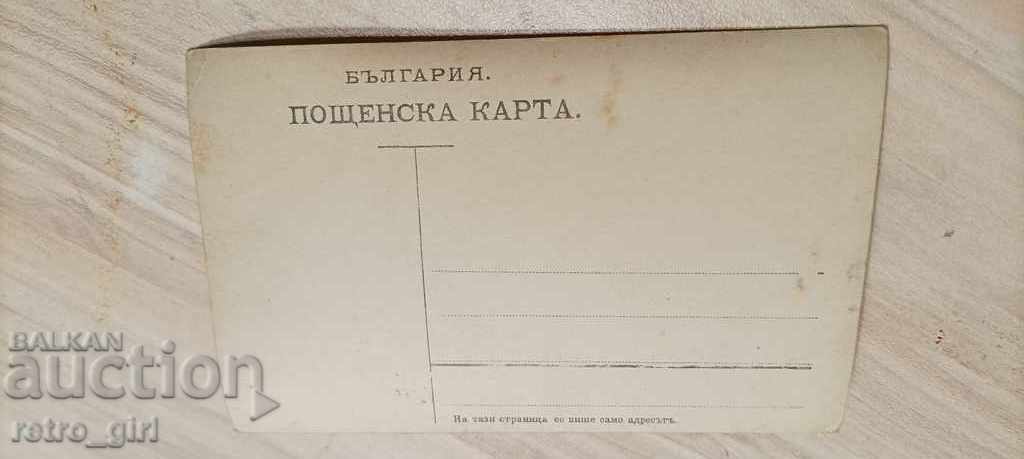 БЪЛГАРИЯ.
ПОЩЕНСКА КАРТА.
На тази страница се пише само адресътъ.
BALKAN
auction
retro_girl